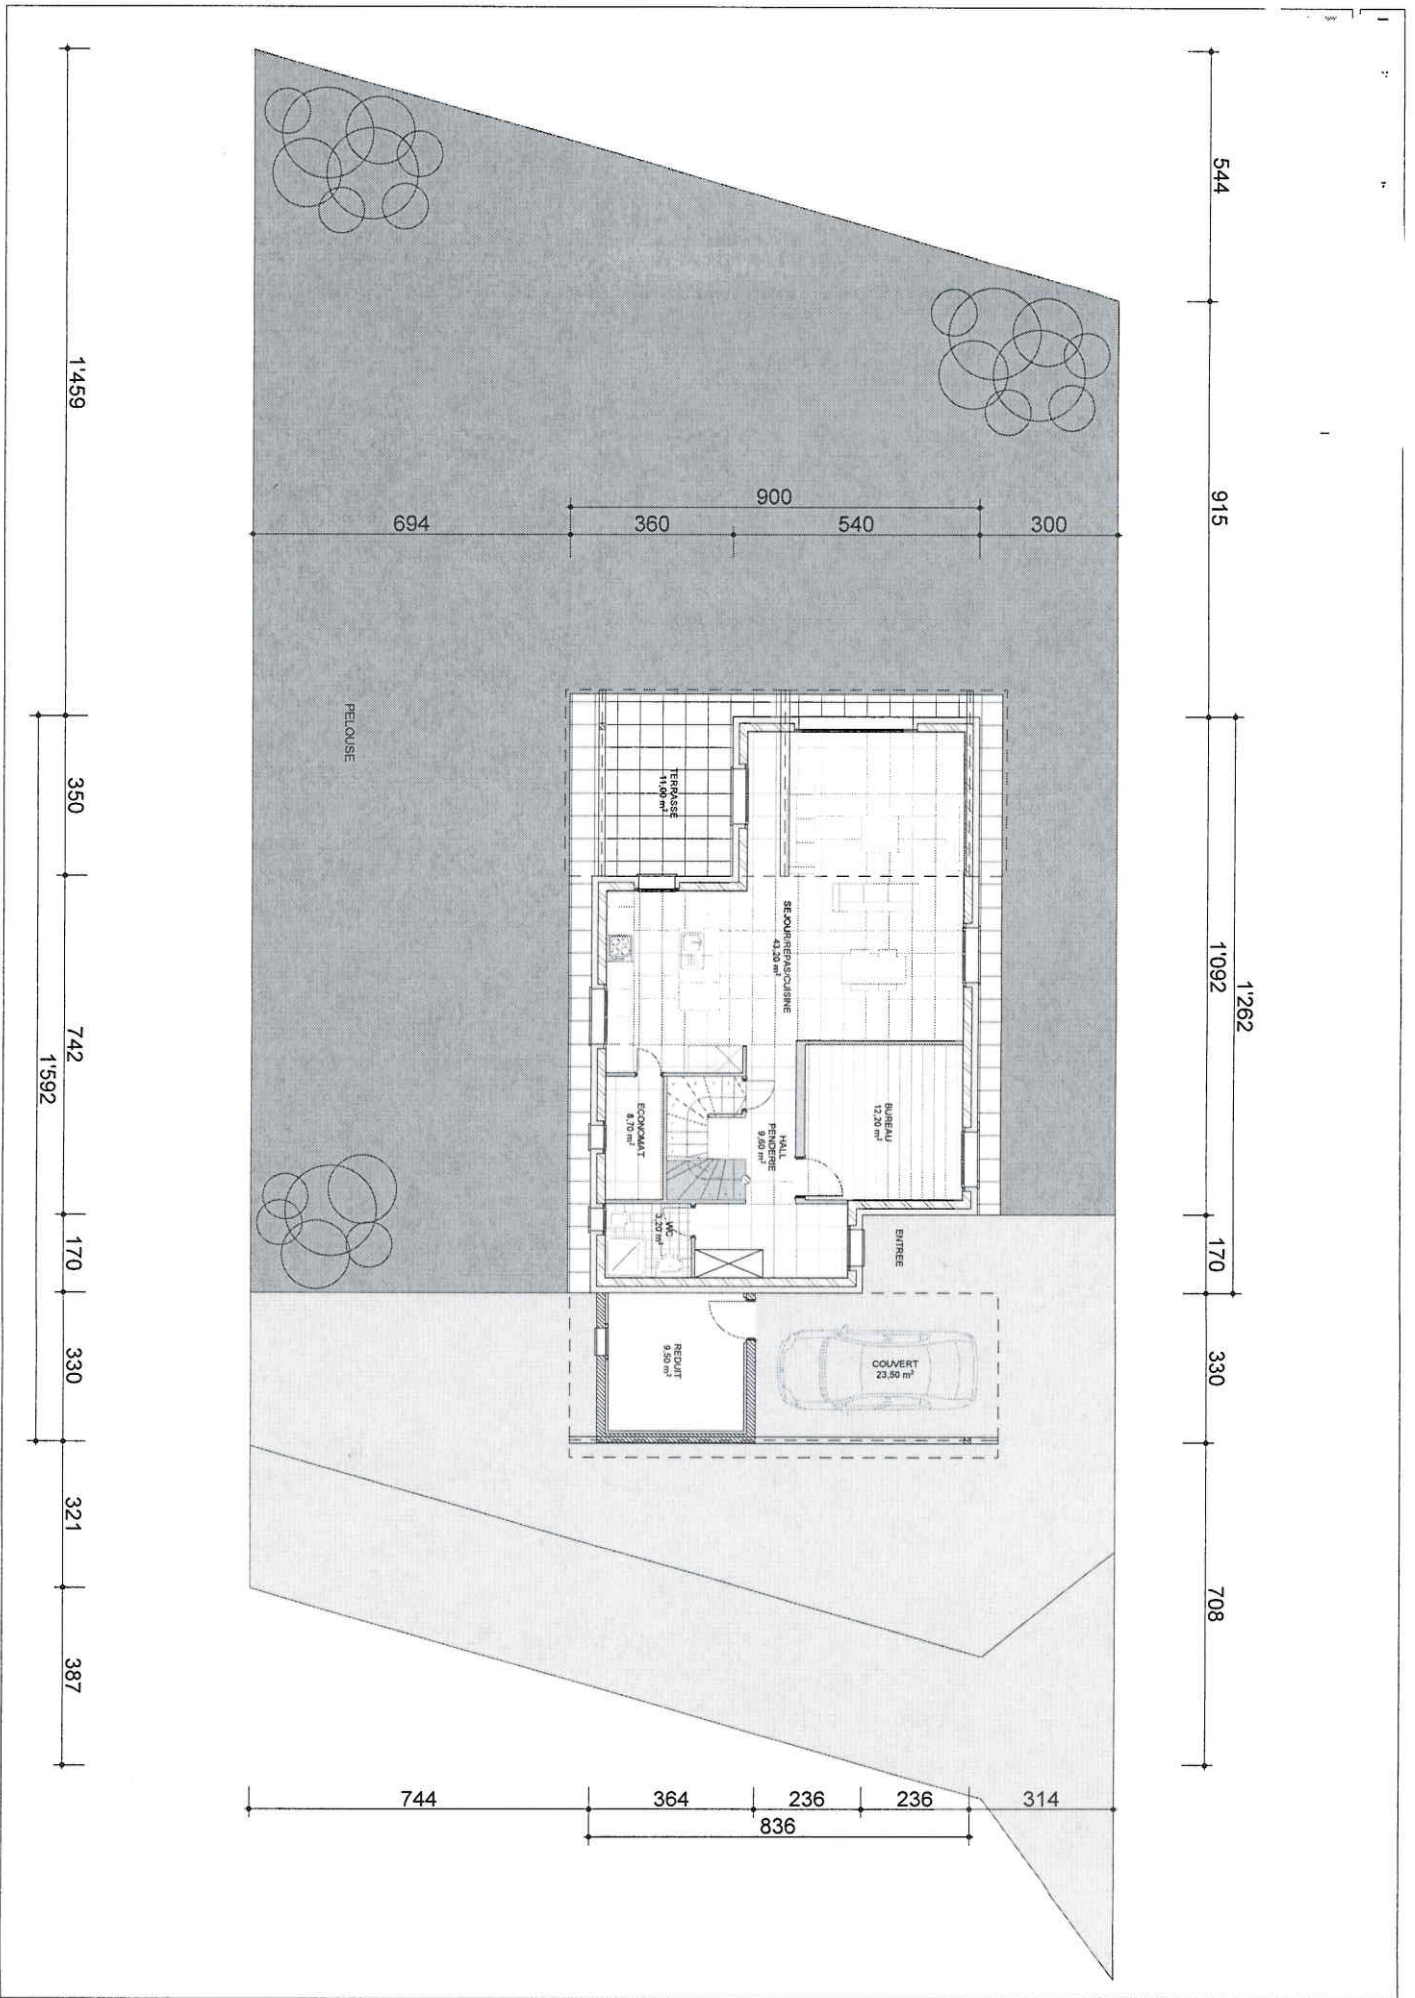 544
915
1'092
1'262
170
330
708
900
694
360
540
300
1'459
350
742
1'592
170
330
321
387
PELOUSE
TERRASSE
11,00 m²
SEJOUR/REPAS/CUISINE
43,20 m²
BUREAU
12,20 m²
HALL
PENDERIE
9,60 m²
ECONOMAT
8,70 m²
WC
3,20 m²
ENTREE
REDUIT
9,50 m²
COUVERT
23,50 m²
744
364
236
236
314
836